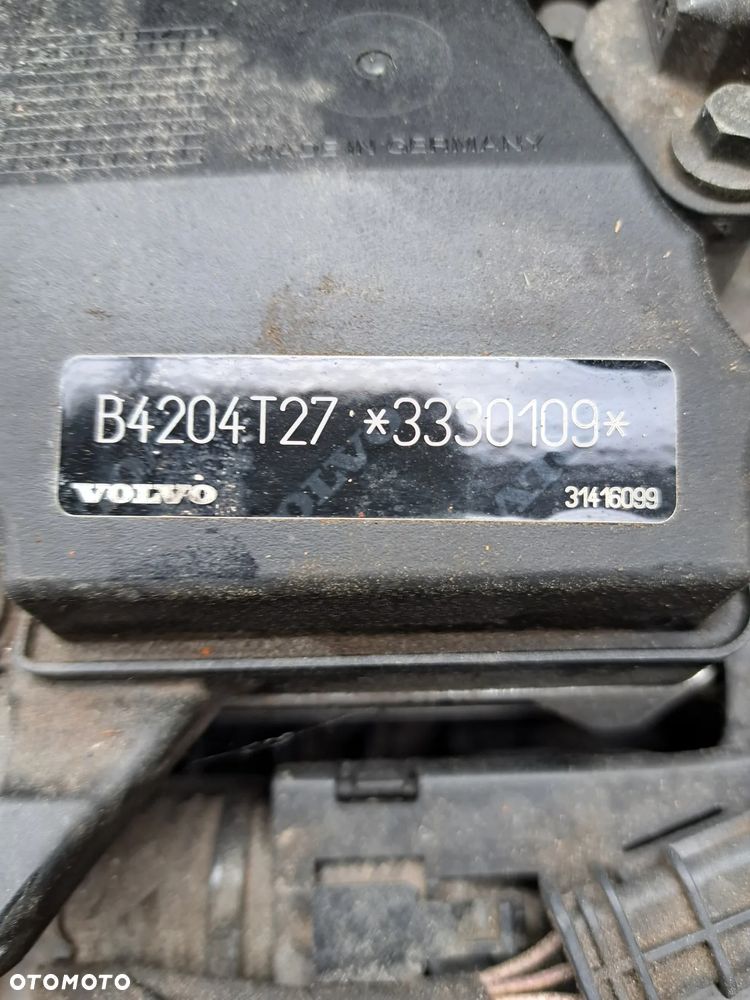 MADE IN GERMANY
B4204T27 *3330109*
VOLVO
31416099
OTOMOTO